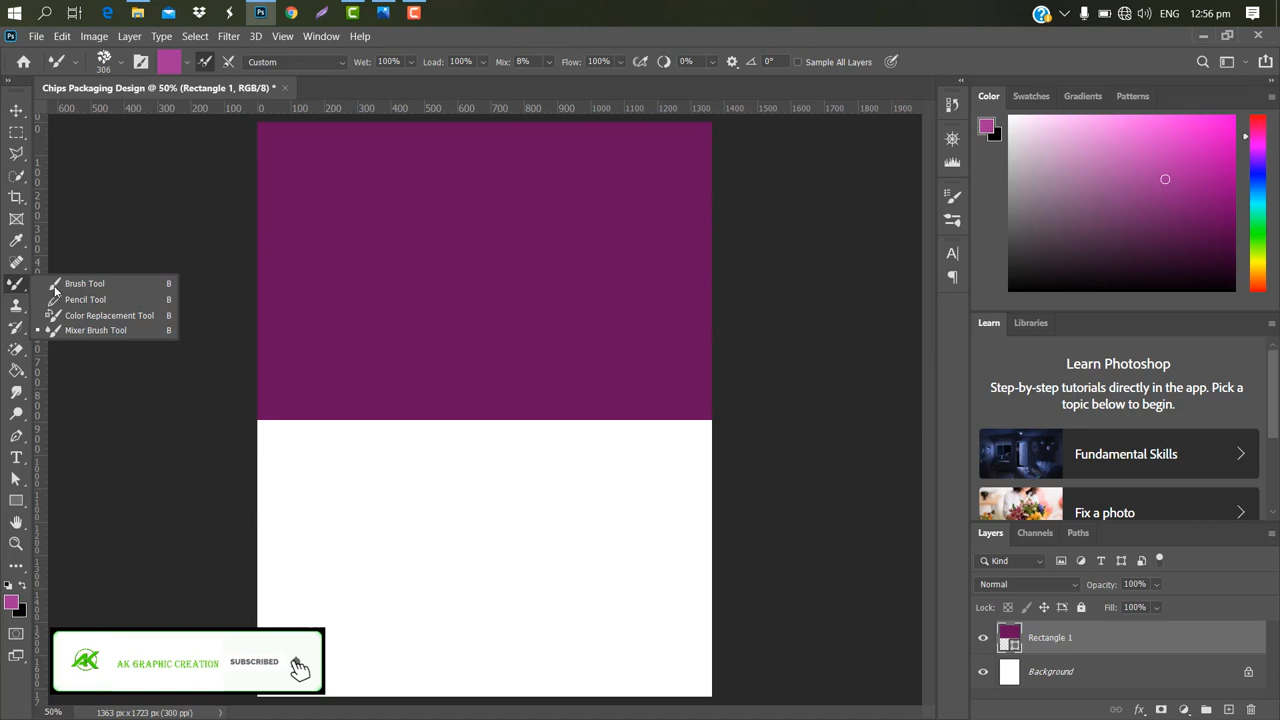 ENG
12:56 pm
Ps
File Edit Image Layer Type Select Filter 3D View Window Help
306
Custom
Wet: 100%
Load: 100%
Mix: 8%
Flow: 100%
0%
0°
Sample All Layers
Chips Packaging Design @ 50% (Rectangle 1, RGB/8) *
600 500 400 300 200 100 0 100 200 300 400 500 600 700 800 900 1000 1100 1200 1300 1400 1500 1600 1700 1800 1900
Brush Tool B
Pencil Tool B
Color Replacement Tool B
Mixer Brush Tool B
Color Swatches Gradients Patterns
Learn Libraries
Learn Photoshop
Step-by-step tutorials directly in the app. Pick a
topic below to begin.
Fundamental Skills
Fix a photo
Layers Channels Paths
Kind
Normal
Opacity: 100%
Lock:
Fill: 100%
Rectangle 1
Background
AK
AK GRAPHIC CREATION
SUBSCRIBED
50%
1363 px x 1723 px (300 ppi)